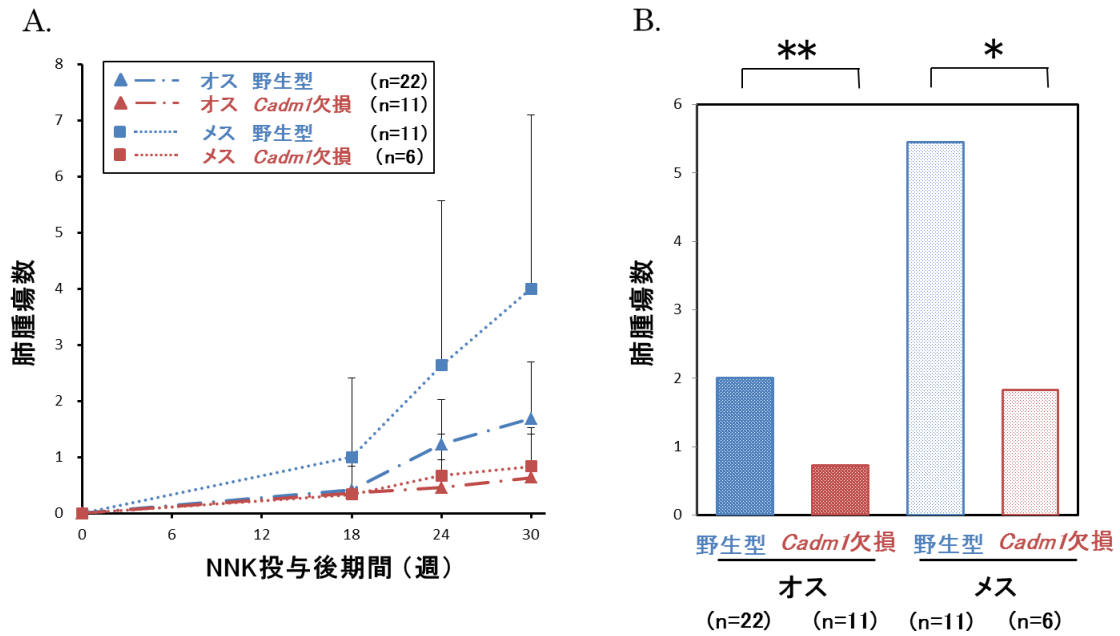 A.
8
7
6
5
4
3
2
1
0
肺腫瘍数
オス 野生型 (n=22)
オス Cadm1欠損 (n=11)
メス 野生型 (n=11)
メス Cadm1欠損 (n=6)
0 6 12 18 24 30
NNK投与後期間（週）
B.
** *
6
5
4
3
2
1
0
肺腫瘍数
野生型 Cadm1欠損 野生型 Cadm1欠損
オス メス
(n=22) (n=11) (n=11) (n=6)